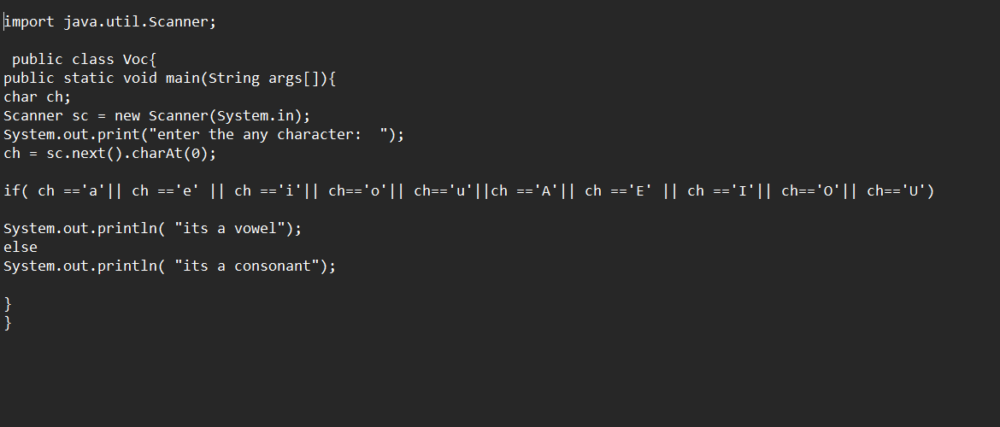 import java.util.Scanner;
public class Voc{
public static void main(String args[]){
char ch;
Scanner sc = new Scanner(System.in);
System.out.print("enter the any character:  ");
ch = sc.next().charAt(0);
if( ch =='a'|| ch =='e' || ch =='i'|| ch=='o'|| ch=='u'||ch =='A'|| ch =='E' || ch =='I'|| ch=='O'|| ch=='U')
System.out.println( "its a vowel");
else
System.out.println( "its a consonant");
}
}